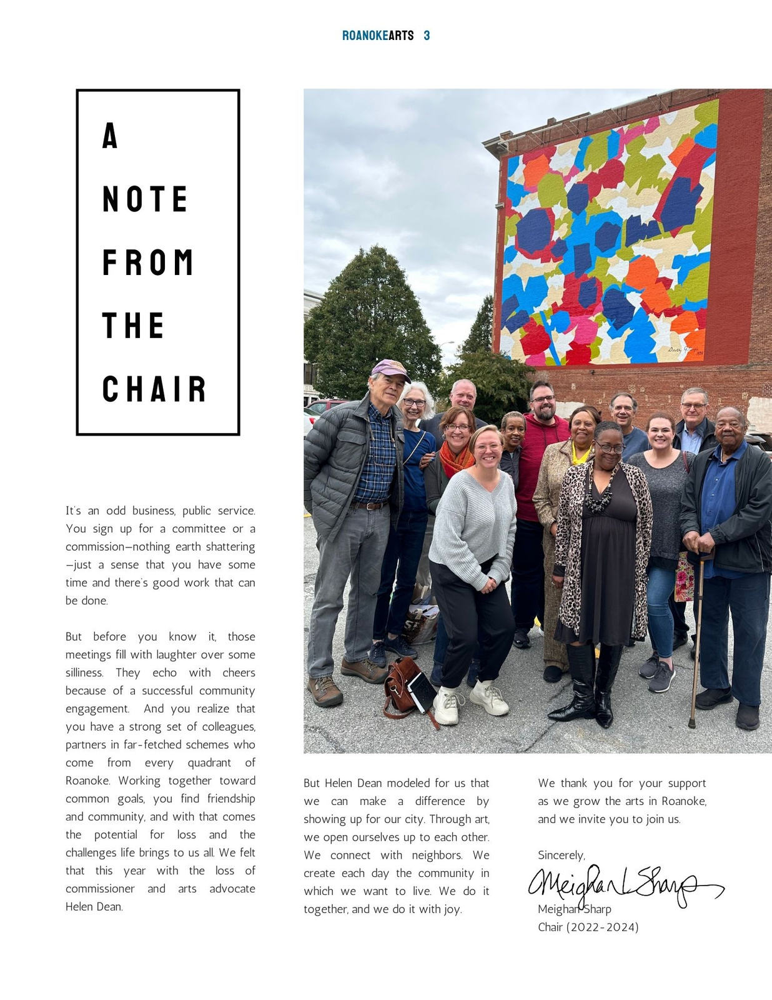 ROANOKEARTS 3
A
NOTE
FROM
THE
CHAIR
It's an odd business, public service.
You sign up for a committee or a
commission—nothing earth shattering
—just a sense that you have some
time and there's good work that can
be done.
But before you know it, those
meetings fill with laughter over some
silliness. They echo with cheers
because of a successful community
engagement. And you realize that
you have a strong set of colleagues,
partners in far-fetched schemes who
come from every quadrant of
Roanoke. Working together toward
common goals, you find friendship
and community, and with that comes
the potential for loss and the
challenges life brings to us all. We felt
that this year with the loss of
commissioner and arts advocate
Helen Dean.
Dorothy Gillespie
1979
But Helen Dean modeled for us that
we can make a difference by
showing up for our city. Through art,
we open ourselves up to each other.
We connect with neighbors. We
create each day the community in
which we want to live. We do it
together, and we do it with joy.
We thank you for your support
as we grow the arts in Roanoke,
and we invite you to join us.
Sincerely,
Meighan L Sharp
Meighan Sharp
Chair (2022-2024)